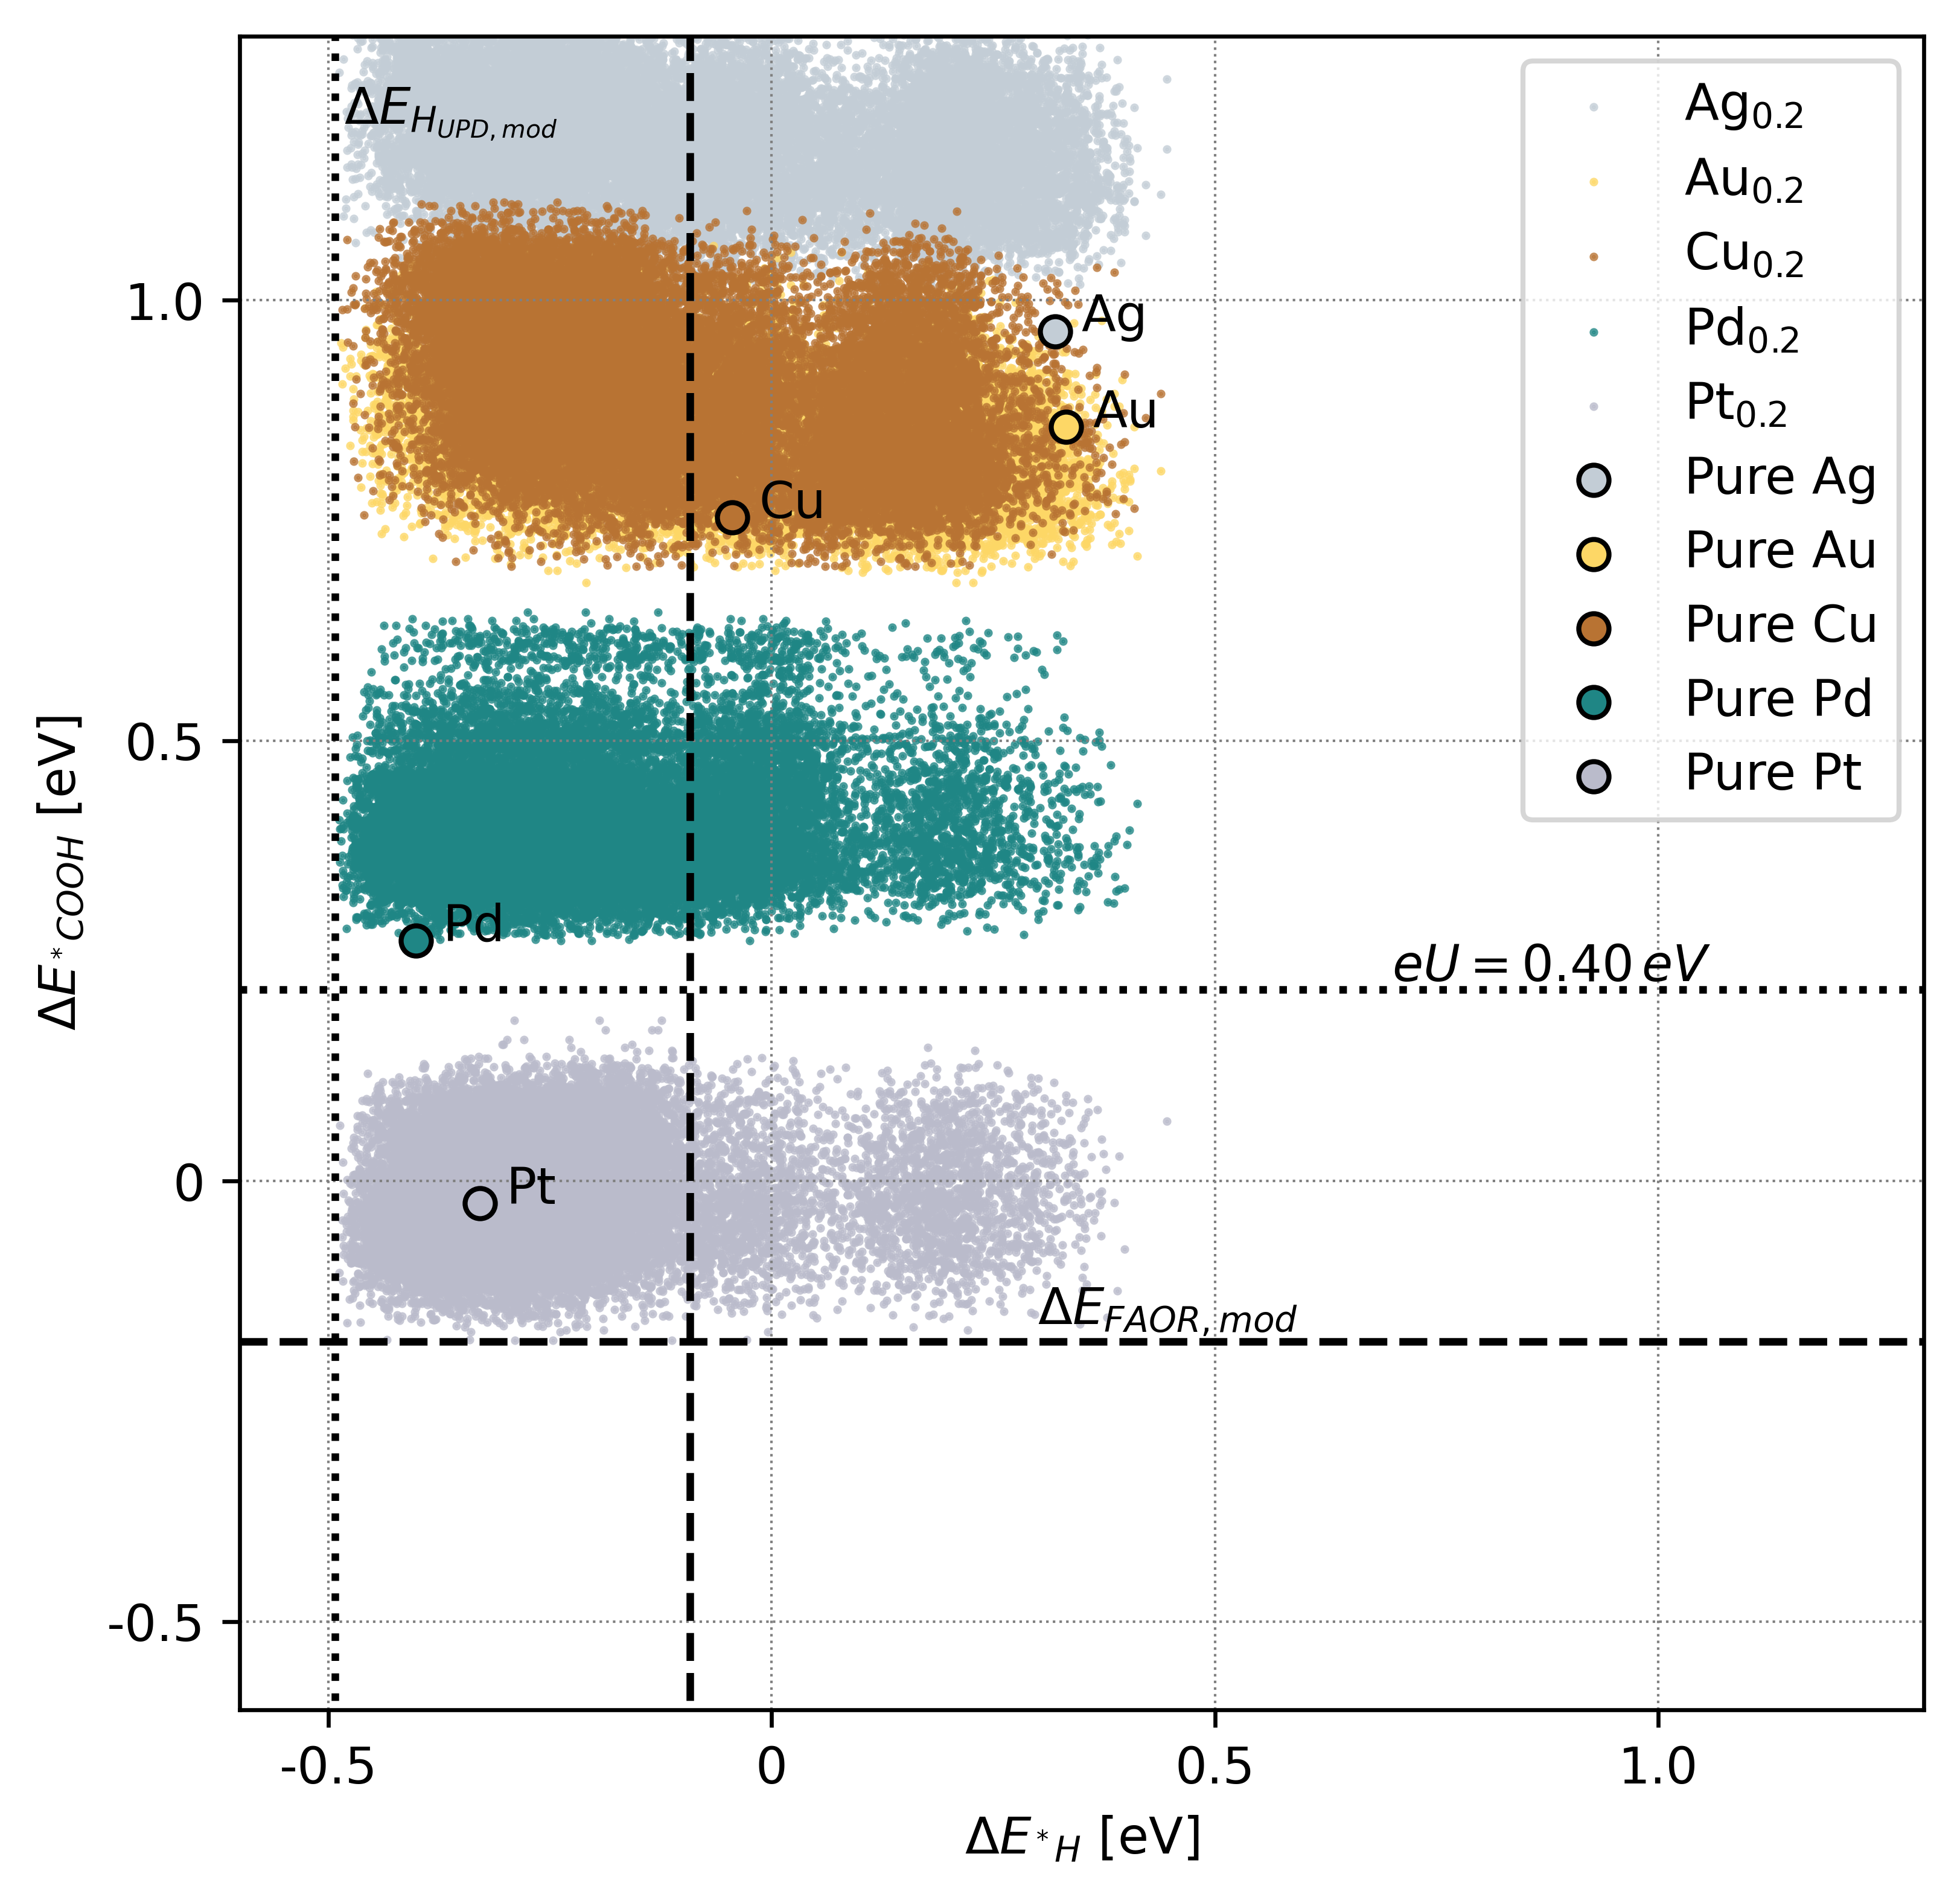 ΔE_{H_{UPD, mod}}
Ag_{0.2}
Au_{0.2}
Cu_{0.2}
Pd_{0.2}
Pt_{0.2}
Pure Ag
Pure Au
Pure Cu
Pure Pd
Pure Pt
Ag
Au
Cu
Pd
eU = 0.40 eV
Pt
ΔE_{FAOR, mod}
1.0
0.5
0
-0.5
ΔE_{*COOH} [eV]
-0.5
0
0.5
1.0
ΔE_{*H} [eV]